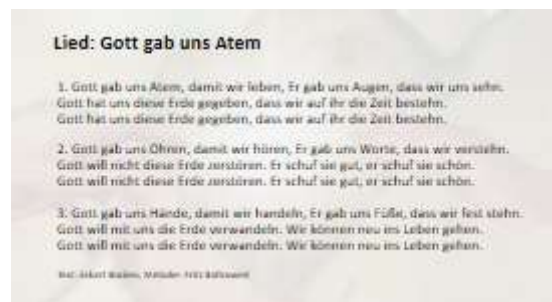 Lied: Gott gab uns Atem
1. Gott gab uns Atem, damit wir leben, Er gab uns Augen, dass wir uns sehn.
Gott hat uns diese Erde gegeben, dass wir auf ihr die Zeit bestehn.
Gott hat uns diese Erde gegeben, dass wir auf ihr die Zeit bestehn.
2. Gott gab uns Ohren, damit wir hören, Er gab uns Worte, dass wir verstehn.
Gott will nicht diese Erde zerstören. Er schuf sie gut, er schuf sie schön.
Gott will nicht diese Erde zerstören. Er schuf sie gut, er schuf sie schön.
3. Gott gab uns Hände, damit wir handeln, Er gab uns Füße, dass wir fest stehn.
Gott will mit uns die Erde verwandeln. Wir können neu ins Leben gehen.
Gott will mit uns die Erde verwandeln. Wir können neu ins Leben gehen.
Text: Eckart Bücken, Melodie: Fritz Baltruweit